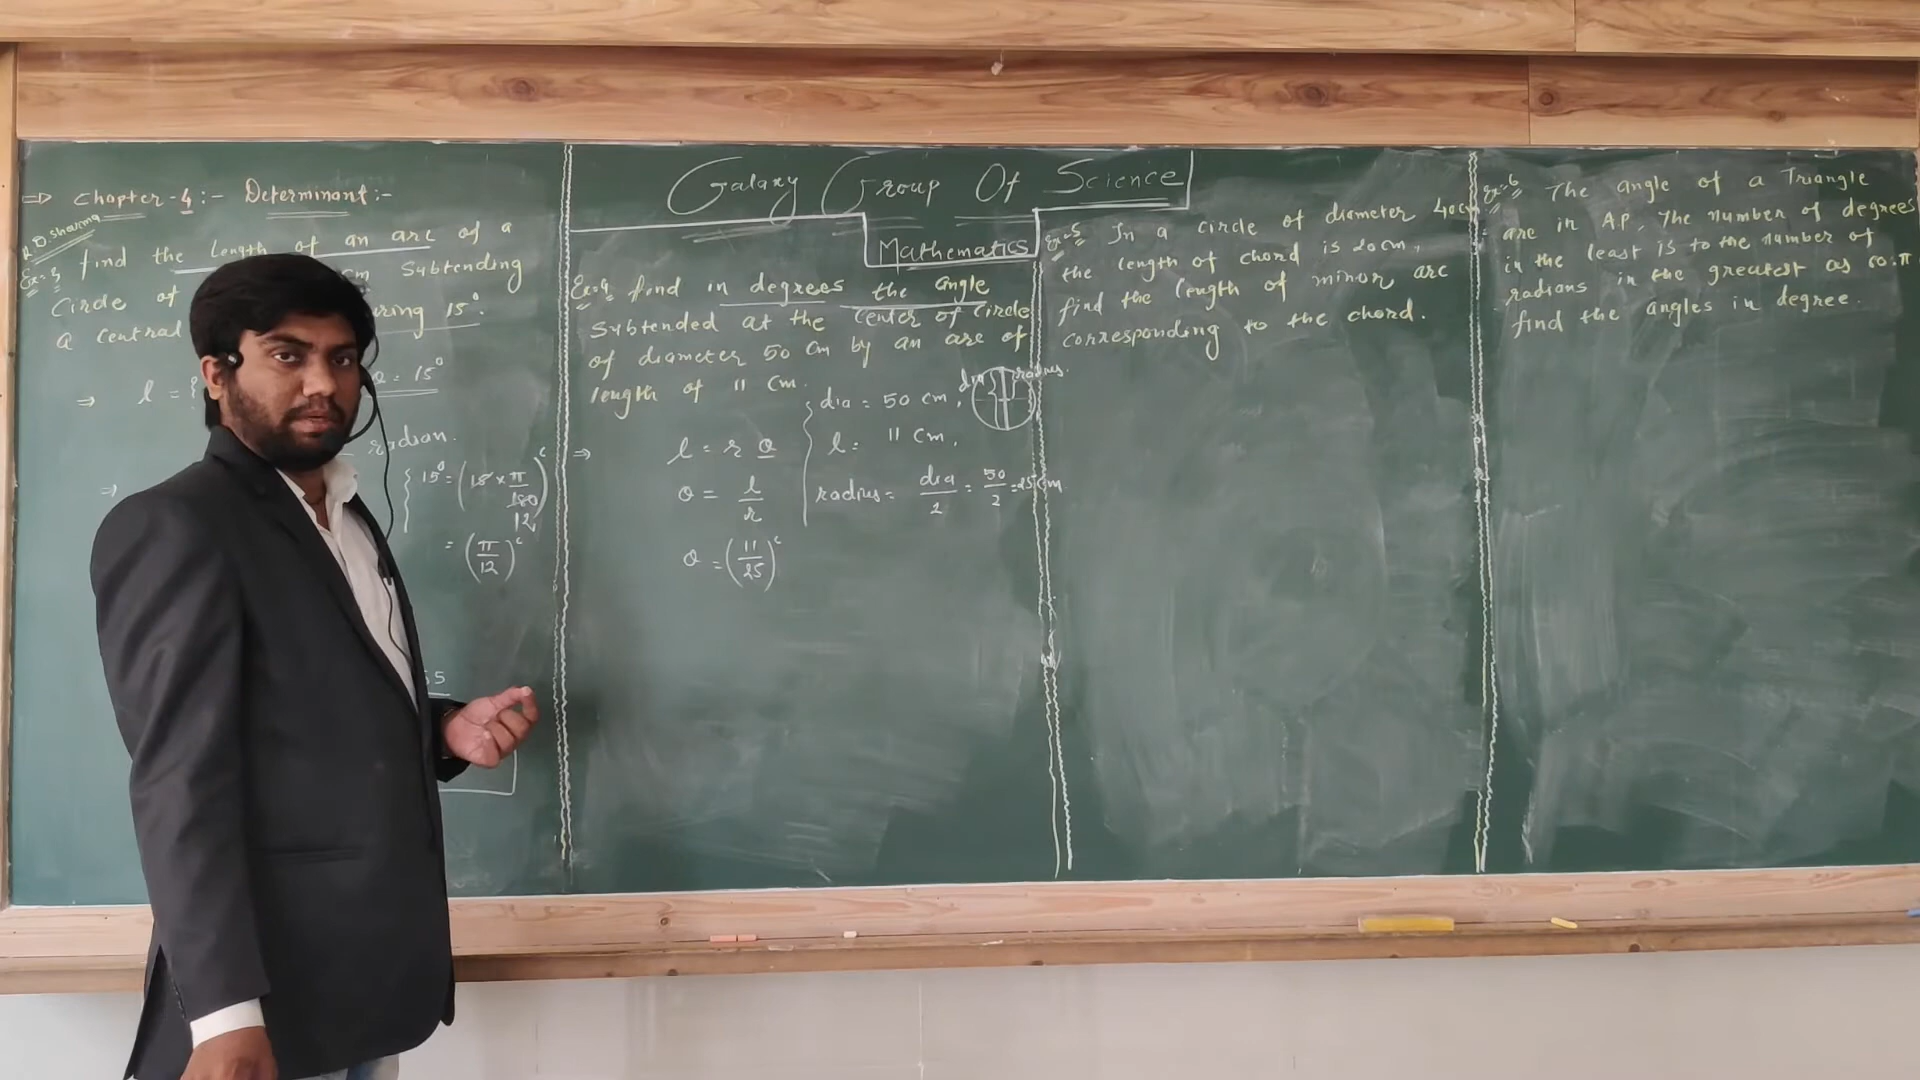 ⇒ Chapter-4:- Determinant:-
R.D. Sharma
Ex:3 find the length of an arc of a
Circle of cm Subtending
a central uring 15°.
⇒ l = { θ = 15°
radian.
⇒ { 15° = (15 × π/180)ᶜ
12
= (π/12)ᶜ
55
Galaxy Group Of Science
Mathematics
Ex:4 find in degrees the angle
Subtended at the center of circle
of diameter 50 cm by an arc of
length of 11 cm.
dia = 50 cm,
dia radius.
⇒ l = r θ
l = 11 cm,
θ = l/r
radius = dia/2 = 50/2 = 25 cm
θ = (11/25)ᶜ
Ex:5 In a circle of diameter 40cm
the length of chord is 20cm,
find the length of minor arc
corresponding to the chord.
Ex:6 The angle of a Triangle
are in AP, The number of degrees
in the least is to the number of
radians in the greatest as 60:π
find the angles in degree.